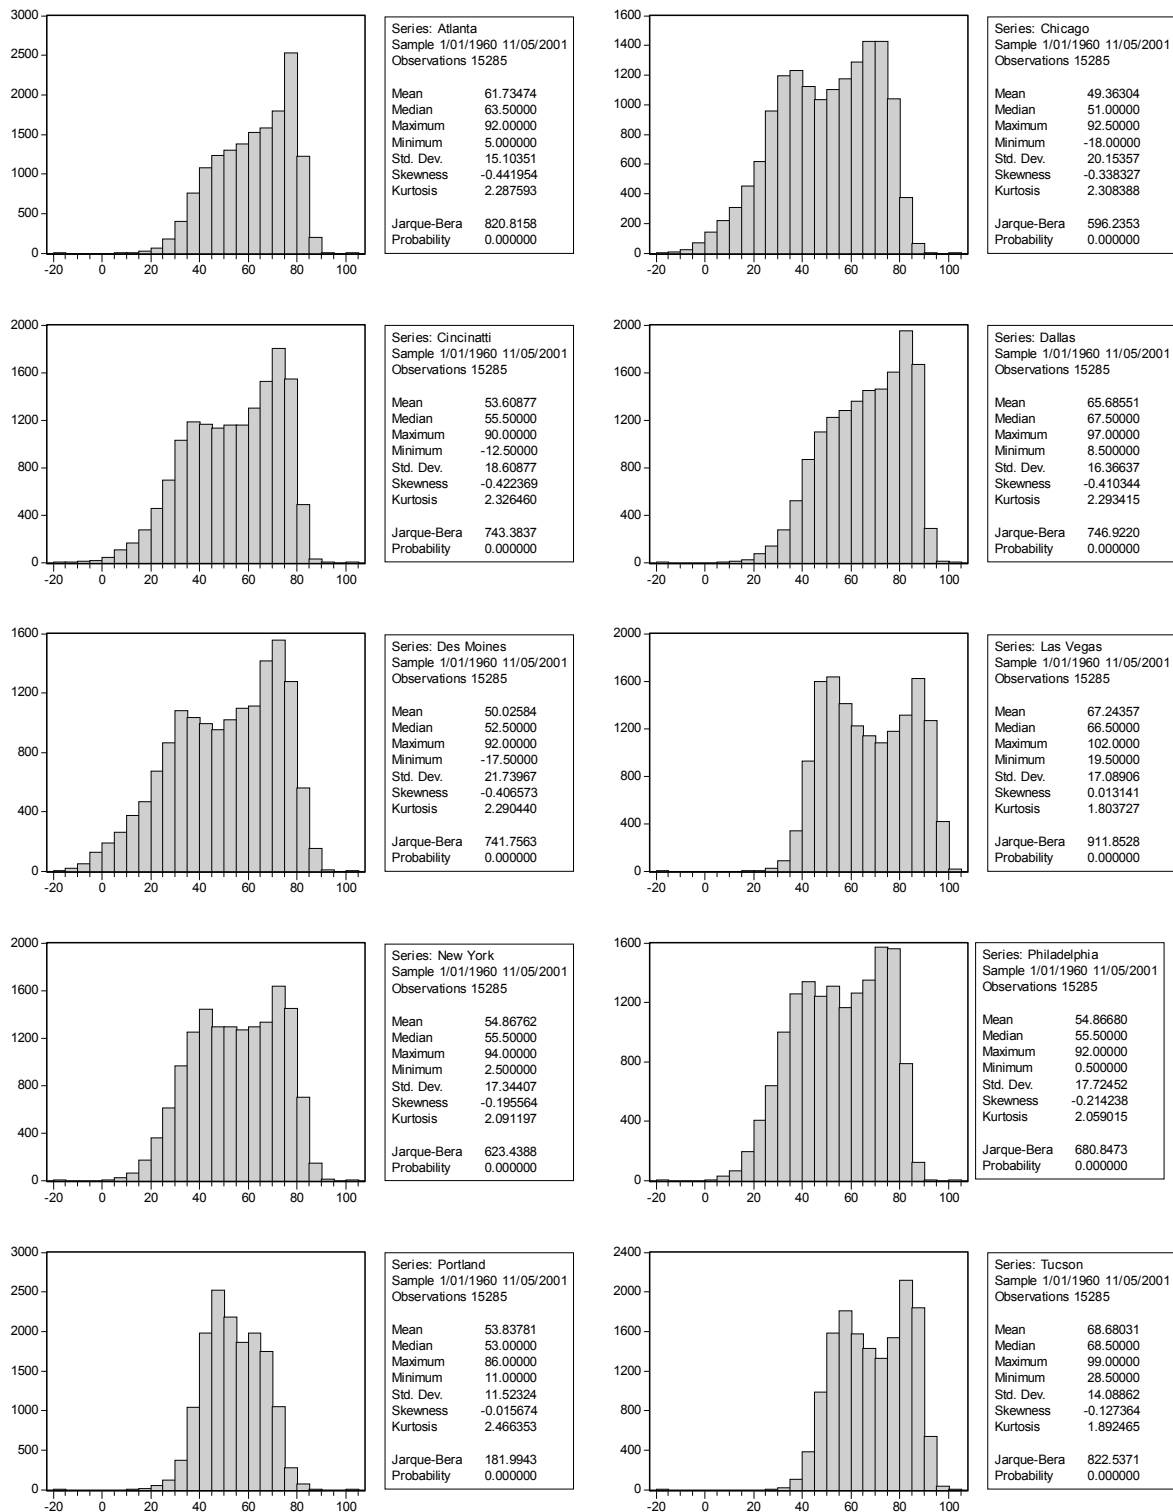 3000
2500
2000
1500
1000
500
0
-20 0 20 40 60 80 100
Series: Atlanta
Sample 1/01/1960 11/05/2001
Observations 15285
Mean 61.73474
Median 63.50000
Maximum 92.00000
Minimum 5.000000
Std. Dev. 15.10351
Skewness -0.441954
Kurtosis 2.287593
Jarque-Bera 820.8158
Probability 0.000000
1600
1400
1200
1000
800
600
400
200
0
-20 0 20 40 60 80 100
Series: Chicago
Sample 1/01/1960 11/05/2001
Observations 15285
Mean 49.36304
Median 51.00000
Maximum 92.50000
Minimum -18.00000
Std. Dev. 20.15357
Skewness -0.338327
Kurtosis 2.308388
Jarque-Bera 596.2353
Probability 0.000000
2000
1600
1200
800
400
0
-20 0 20 40 60 80 100
Series: Cincinatti
Sample 1/01/1960 11/05/2001
Observations 15285
Mean 53.60877
Median 55.50000
Maximum 90.00000
Minimum -12.50000
Std. Dev. 18.60877
Skewness -0.422369
Kurtosis 2.326460
Jarque-Bera 743.3837
Probability 0.000000
2000
1600
1200
800
400
0
-20 0 20 40 60 80 100
Series: Dallas
Sample 1/01/1960 11/05/2001
Observations 15285
Mean 65.68551
Median 67.50000
Maximum 97.00000
Minimum 8.500000
Std. Dev. 16.36637
Skewness -0.410344
Kurtosis 2.293415
Jarque-Bera 746.9220
Probability 0.000000
1600
1200
800
400
0
-20 0 20 40 60 80 100
Series: Des Moines
Sample 1/01/1960 11/05/2001
Observations 15285
Mean 50.02584
Median 52.50000
Maximum 92.00000
Minimum -17.50000
Std. Dev. 21.73967
Skewness -0.406573
Kurtosis 2.290440
Jarque-Bera 741.7563
Probability 0.000000
2000
1600
1200
800
400
0
-20 0 20 40 60 80 100
Series: Las Vegas
Sample 1/01/1960 11/05/2001
Observations 15285
Mean 67.24357
Median 66.50000
Maximum 102.0000
Minimum 19.50000
Std. Dev. 17.08906
Skewness 0.013141
Kurtosis 1.803727
Jarque-Bera 911.8528
Probability 0.000000
2000
1600
1200
800
400
0
-20 0 20 40 60 80 100
Series: New York
Sample 1/01/1960 11/05/2001
Observations 15285
Mean 54.86762
Median 55.50000
Maximum 94.00000
Minimum 2.500000
Std. Dev. 17.34407
Skewness -0.195564
Kurtosis 2.091197
Jarque-Bera 623.4388
Probability 0.000000
1600
1200
800
400
0
-20 0 20 40 60 80 100
Series: Philadelphia
Sample 1/01/1960 11/05/2001
Observations 15285
Mean 54.86680
Median 55.50000
Maximum 92.00000
Minimum 0.500000
Std. Dev. 17.72452
Skewness -0.214238
Kurtosis 2.059015
Jarque-Bera 680.8473
Probability 0.000000
3000
2500
2000
1500
1000
500
0
-20 0 20 40 60 80 100
Series: Portland
Sample 1/01/1960 11/05/2001
Observations 15285
Mean 53.83781
Median 53.00000
Maximum 86.00000
Minimum 11.00000
Std. Dev. 11.52324
Skewness -0.015674
Kurtosis 2.466353
Jarque-Bera 181.9943
Probability 0.000000
2400
2000
1600
1200
800
400
0
-20 0 20 40 60 80 100
Series: Tucson
Sample 1/01/1960 11/05/2001
Observations 15285
Mean 68.68031
Median 68.50000
Maximum 99.00000
Minimum 28.50000
Std. Dev. 14.08862
Skewness -0.127364
Kurtosis 1.892465
Jarque-Bera 822.5371
Probability 0.000000